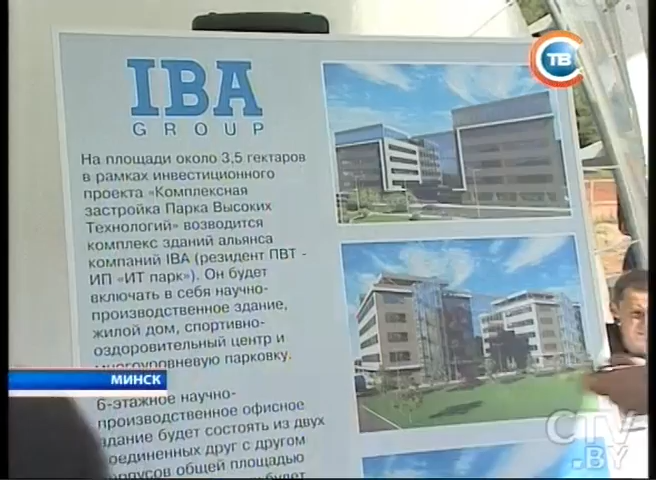 IBA
GROUP
На площади около 3,5 гектаров
в рамках инвестиционного
проекта «Комплексная
застройка Парка Высоких
Технологий» возводится
комплекс зданий альянса
компаний IBA (резидент ПВТ -
ИП «ИТ парк»). Он будет
включать в себя научно-
производственное здание,
жилой дом, спортивно-
оздоровительный центр и
многоуровневую парковку.
6-этажное научно-
производственное офисное
здание будет состоять из двух
соединенных друг с другом
корпусов общей площадью
будет
СТВ
МИНСК
CTV
.BY